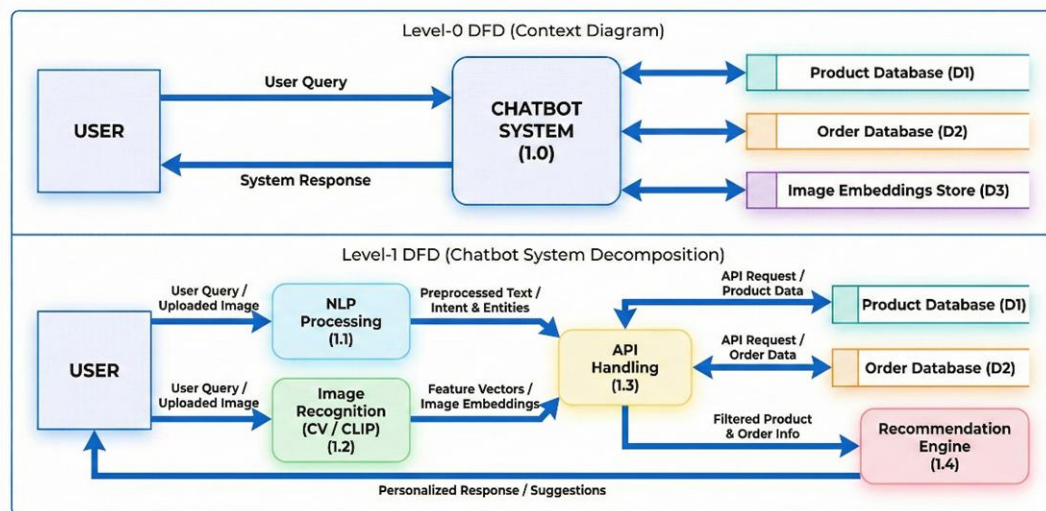 Level-0 DFD (Context Diagram)
USER
User Query
System Response
CHATBOT
SYSTEM
(1.0)
Product Database (D1)
Order Database (D2)
Image Embeddings Store (D3)
Level-1 DFD (Chatbot System Decomposition)
USER
User Query /
Uploaded Image
NLP
Processing
(1.1)
Preprocessed Text /
Intent & Entities
User Query /
Uploaded Image
Image
Recognition
(CV / CLIP)
(1.2)
Feature Vectors /
Image Embeddings
API
Handling
(1.3)
API Request /
Product Data
Product Database (D1)
API Request /
Order Data
Order Database (D2)
Filtered Product
& Order Info
Recommendation
Engine
(1.4)
Personalized Response / Suggestions